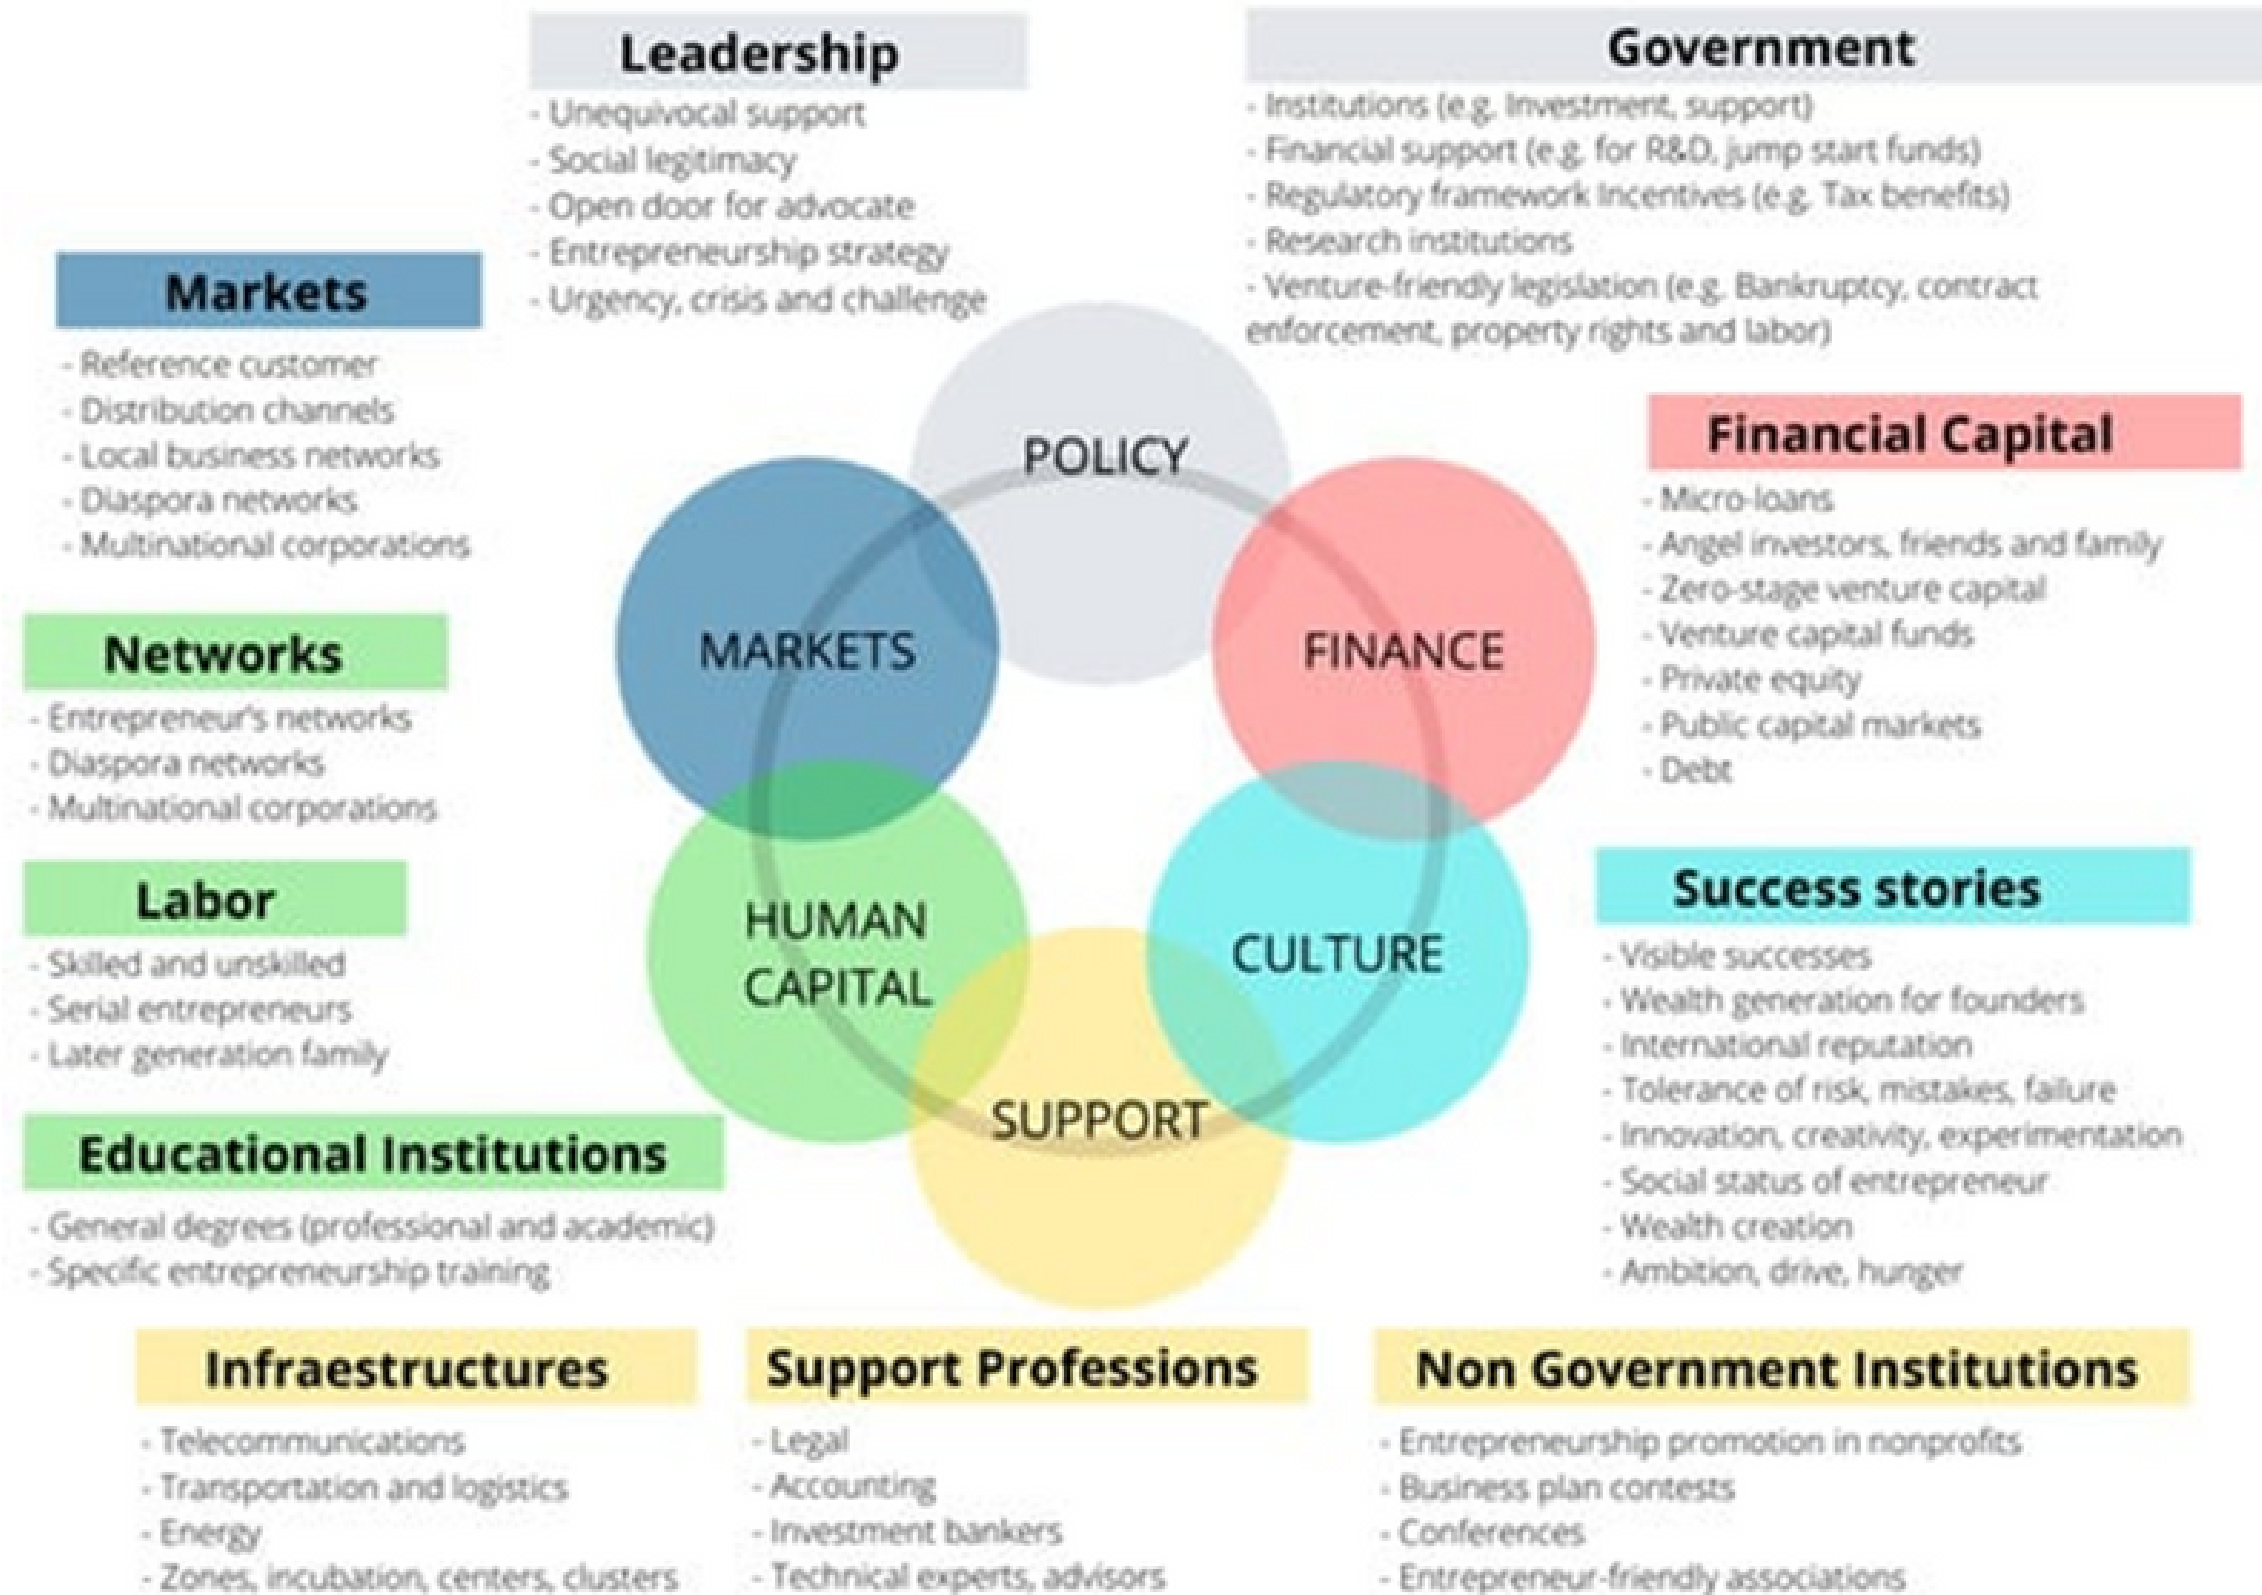 Leadership
- Unequivocal support
- Social legitimacy
- Open door for advocate
- Entrepreneurship strategy
- Urgency, crisis and challenge
Government
- Institutions (e.g. Investment, support)
- Financial support (e.g. for R&D, jump start funds)
- Regulatory framework Incentives (e.g. Tax benefits)
- Research institutions
- Venture-friendly legislation (e.g. Bankruptcy, contract
enforcement, property rights and labor)
Markets
- Reference customer
- Distribution channels
- Local business networks
- Diaspora networks
- Multinational corporations
Financial Capital
- Micro-loans
- Angel investors, friends and family
- Zero-stage venture capital
- Venture capital funds
- Private equity
- Public capital markets
- Debt
POLICY
MARKETS
FINANCE
HUMAN
CAPITAL
CULTURE
SUPPORT
Networks
- Entrepreneur's networks
- Diaspora networks
- Multinational corporations
Labor
- Skilled and unskilled
- Serial entrepreneurs
- Later generation family
Educational Institutions
- General degrees (professional and academic)
- Specific entrepreneurship training
Success stories
- Visible successes
- Wealth generation for founders
- International reputation
- Tolerance of risk, mistakes, failure
- Innovation, creativity, experimentation
- Social status of entrepreneur
- Wealth creation
- Ambition, drive, hunger
Infraestructures
- Telecommunications
- Transportation and logistics
- Energy
- Zones, incubation, centers, clusters
Support Professions
- Legal
- Accounting
- Investment bankers
- Technical experts, advisors
Non Government Institutions
- Entrepreneurship promotion in nonprofits
- Business plan contests
- Conferences
- Entrepreneur-friendly associations